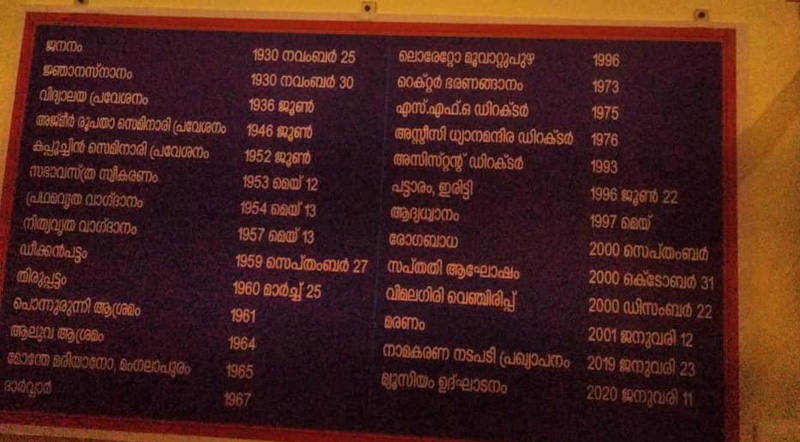 ജനനം 1930 നവംബർ 25
ജ്ഞാനസ്നാനം 1930 നവംബർ 30
വിദ്യാലയ പ്രവേശനം 1936 ജൂൺ
അജ്മീർ രൂപതാ സെമിനാരി പ്രവേശനം 1946 ജൂൺ
കപ്പൂച്ചിൻ സെമിനാരി പ്രവേശനം 1952 ജൂൺ
സഭാവസ്ത്ര സ്വീകരണം 1953 മെയ് 12
പ്രഥമവൃത വാഗ്ദാനം 1954 മെയ് 13
നിത്യവൃത വാഗ്ദാനം 1957 മെയ് 13
ഡീക്കൻപട്ടം 1959 സെപ്തംബർ 27
തിരുപ്പട്ടം 1960 മാർച്ച് 25
പൊന്നുരുന്നി ആശ്രമം 1961
ആലുവ ആശ്രമം 1964
മോന്തേ മരിയാനോ, മംഗലാപുരം 1965
ദാർവ്വാർ 1967
ലൊരേറ്റോ മൂവാറ്റുപുഴ 1996
റെക്റ്റർ ഭരണങ്ങാനം 1973
എസ്.എഫ്.ഒ ഡിറക്ടർ 1975
അസ്സീസി ധ്യാനമന്ദിര ഡിറക്ടർ 1976
അസിസ്റ്റന്റ് ഡിറക്ടർ 1993
പട്ടാരം, ഇരിട്ടി 1996 ജൂൺ 22
ആദ്യധ്യാനം 1997 മെയ്
രോഗബാധ 2000 സെപ്തംബർ
സപ്തതി ആഘോഷം 2000 ഒക്ടോബർ 31
വിമലഗിരി വെഞ്ചിരിപ്പ് 2000 ഡിസംബർ 22
മരണം 2001 ജനുവരി 12
നാമകരണ നടപടി പ്രഖ്യാപനം 2019 ജനുവരി 23
മ്യൂസിയം ഉദ്ഘാടനം 2020 ജനുവരി 11